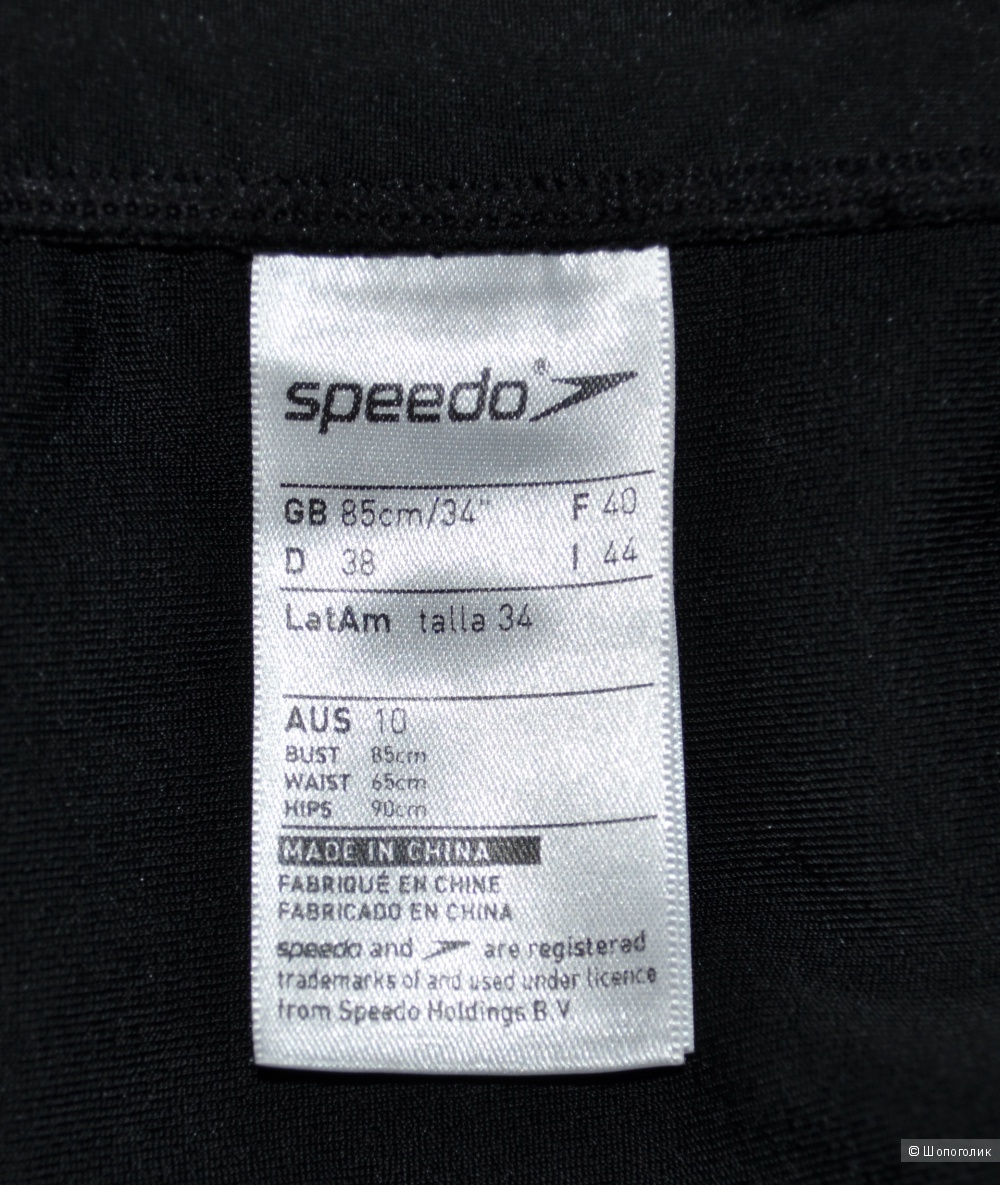 speedo®
GB 85cm/34" F 40
D 38 I 44
LatAm talla 34
AUS 10
BUST 85cm
WAIST 65cm
HIPS 90cm
MADE IN CHINA
FABRIQUÉ EN CHINE
FABRICADO EN CHINA
speedo and are registered
trademarks of and used under licence
from Speedo Holdings B.V
© Шопоголик